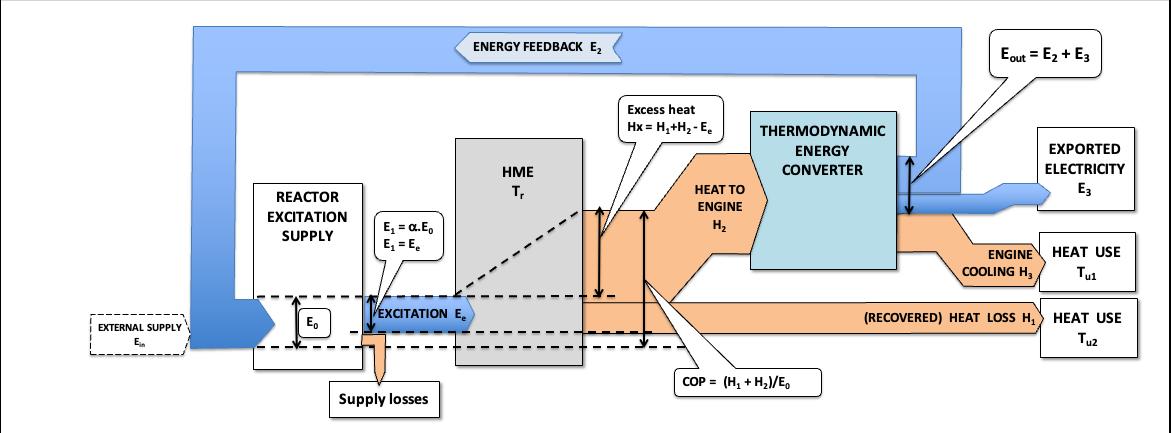 ENERGY FEEDBACK E₂
Eout = E₂ + E₃
Excess heat
Hx = H₁+H₂ - Eₑ
THERMODYNAMIC
ENERGY
CONVERTER
EXPORTED
ELECTRICITY
E₃
HME
Tᵣ
REACTOR
EXCITATION
SUPPLY
HEAT TO
ENGINE
H₂
E₁ = α.E₀
E₁ = Eₑ
ENGINE
COOLING H₃
HEAT USE
Tu1
EXTERNAL SUPPLY
Ein
E₀
EXCITATION Eₑ
(RECOVERED) HEAT LOSS H₁
HEAT USE
Tu2
COP = (H₁ + H₂)/E₀
Supply losses